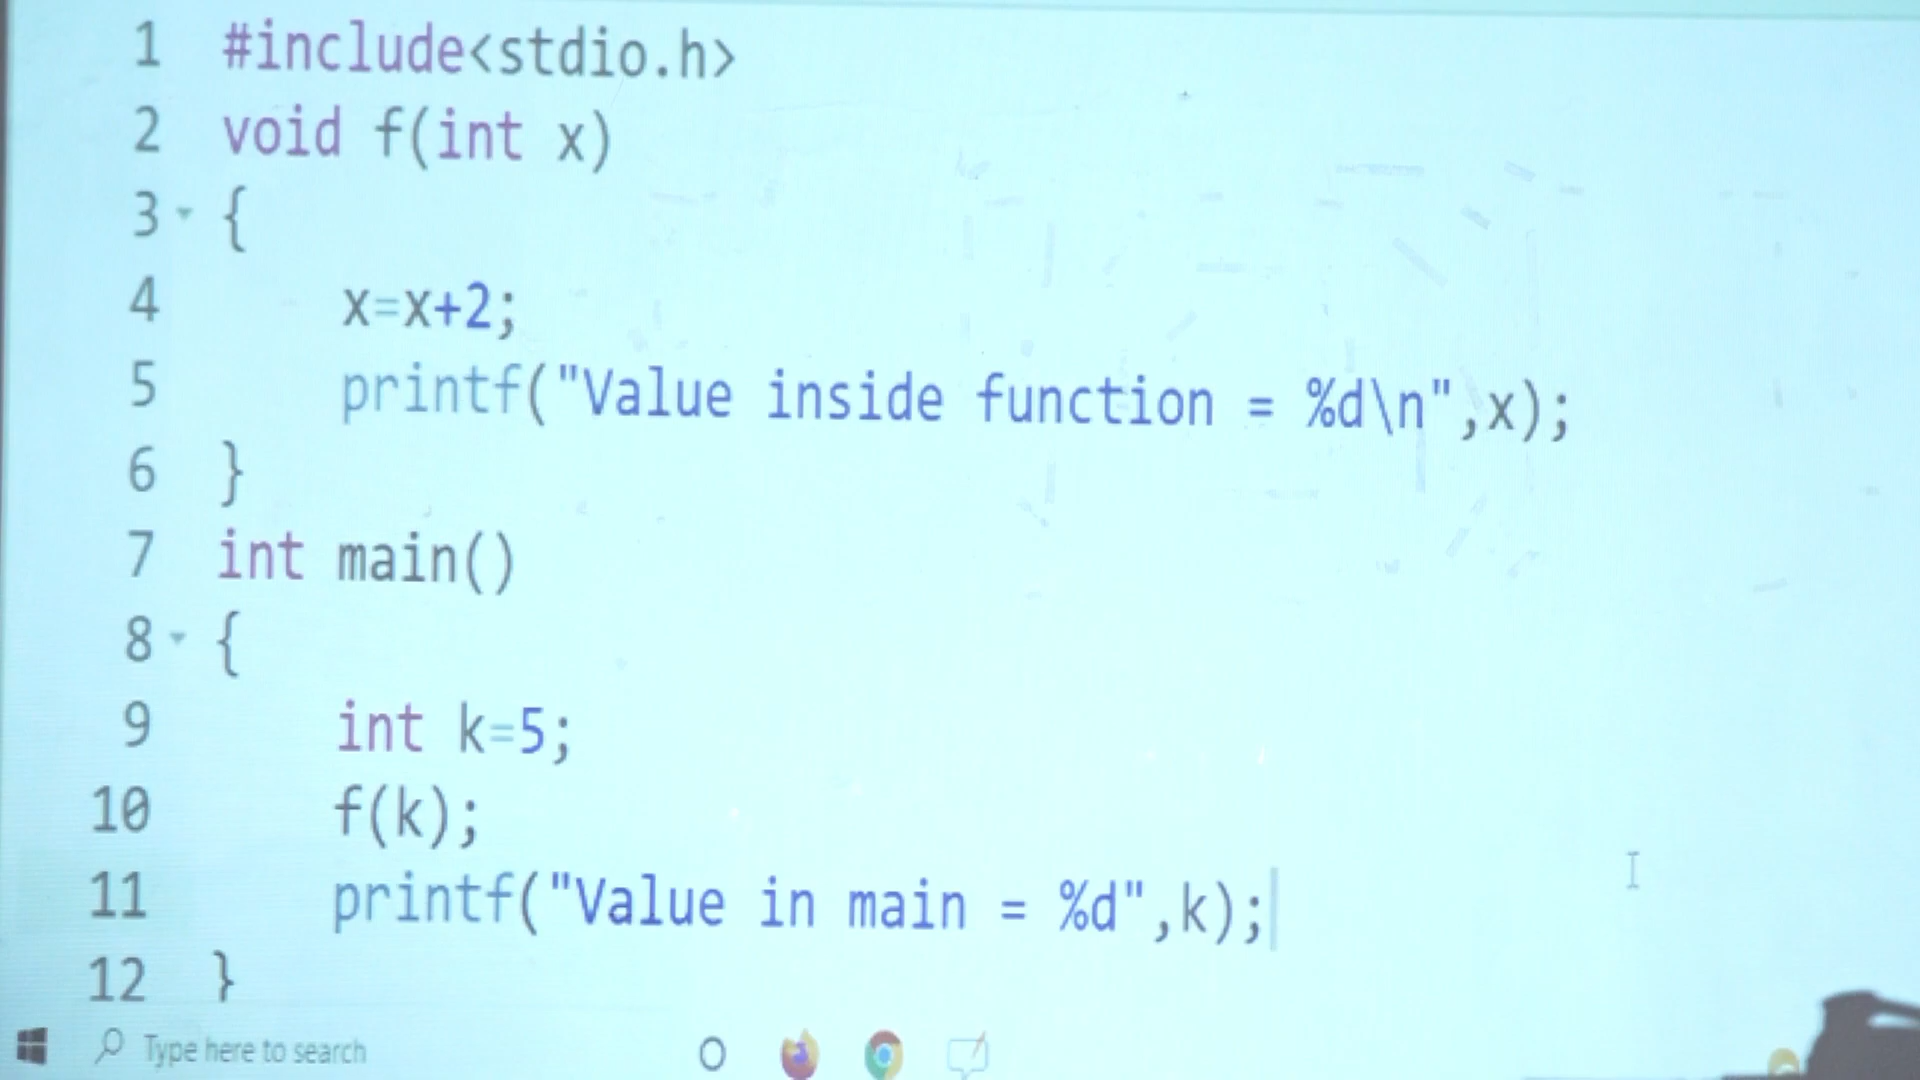 1 #include<stdio.h>
2 void f(int x)
3 {
4 x=x+2;
5 printf("Value inside function = %d\n",x);
6 }
7 int main()
8 {
9 int k=5;
10 f(k);
11 printf("Value in main = %d",k);
12 }
Type here to search